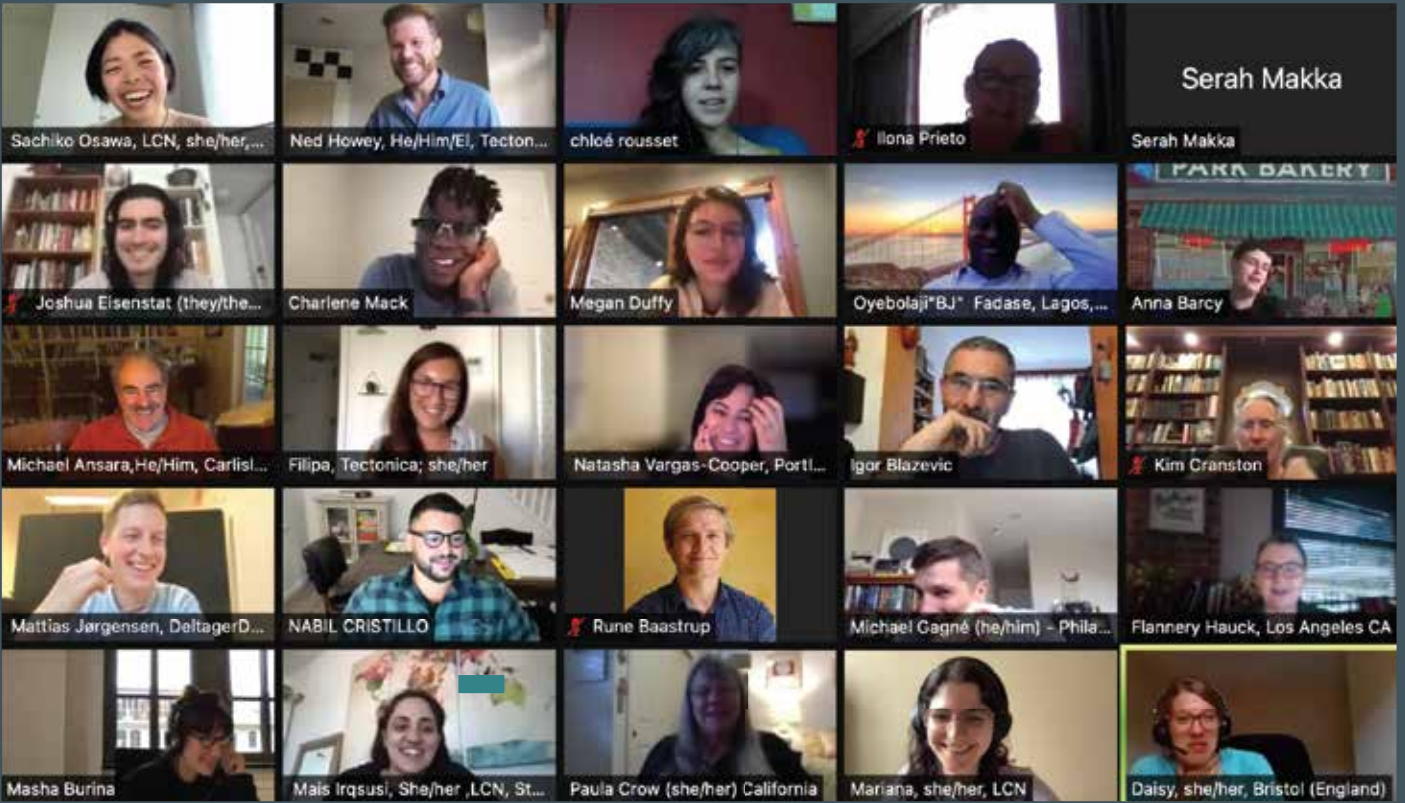 Sachiko Osawa, LCN, she/her,...
Ned Howey, He/Him/El, Tecton...
chloé rousset
Ilona Prieto
Serah Makka
Serah Makka
Joshua Eisenstat (they/the...
Charlene Mack
Megan Duffy
Oyebolaji"BJ" Fadase, Lagos,...
PARK BAKERY
Anna Barcy
Michael Ansara,He/Him, Carlisl...
Filipa, Tectonica; she/her
Natasha Vargas-Cooper, Portl...
Igor Blazevic
Kim Cranston
Mattias Jørgensen, DeltagerD...
NABIL CRISTILLO
Rune Baastrup
Michael Gagné (he/him) - Phila...
Flannery Hauck, Los Angeles CA
Masha Burina
Mais Irqsusi, She/her ,LCN, St...
Paula Crow (she/her) California
Mariana, she/her, LCN
Daisy, she/her, Bristol (England)